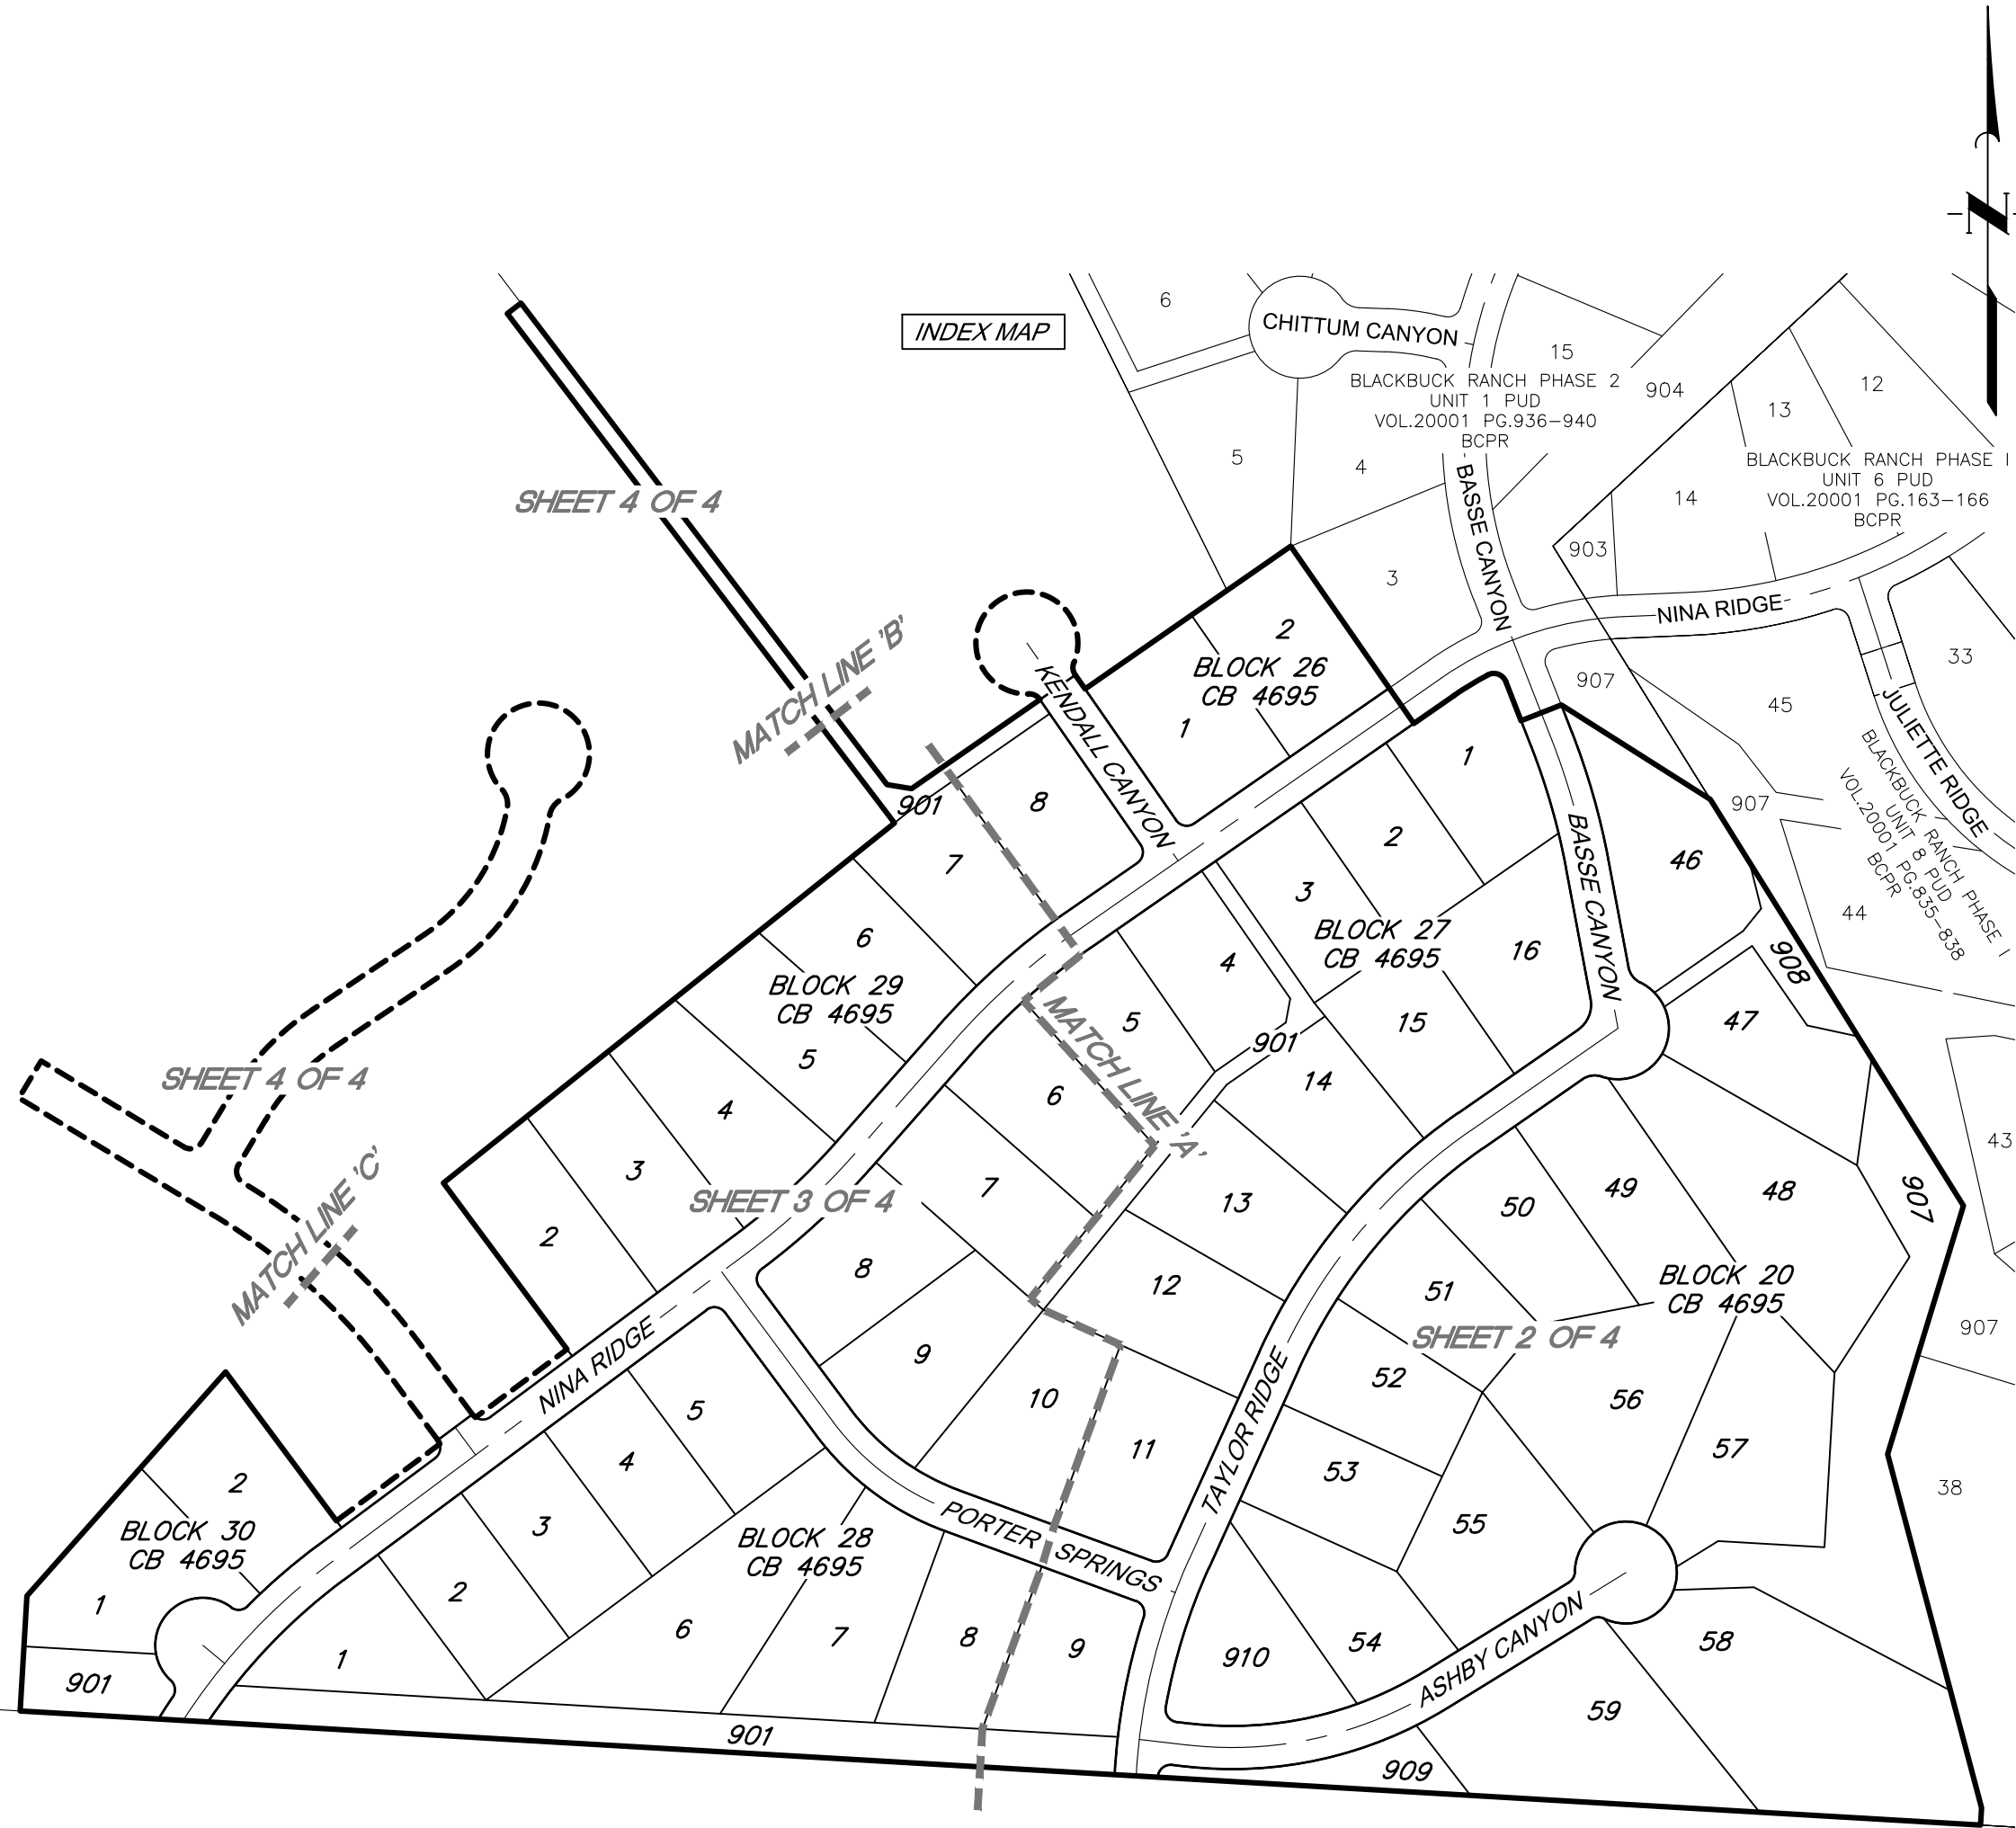 N
6
INDEX MAP
CHITTUM CANYON
15
BLACKBUCK RANCH PHASE 2
UNIT 1 PUD
VOL.20001 PG.936-940
BCPR
904
12
13
BLACKBUCK RANCH PHASE I
UNIT 6 PUD
VOL.20001 PG.163-166
BCPR
5
4
14
SHEET 4 OF 4
BASSE CANYON
903
3
NINA RIDGE
2
BLOCK 26
CB 4695
1
33
907
45
JULIETTE RIDGE
MATCH LINE 'B'
KENDALL CANYON
BLACKBUCK RANCH PHASE I
UNIT 8 PUD
VOL.20001 PG.835-838
BCPR
1
901
8
907
2
BASSE CANYON
46
7
3
44
BLOCK 27
CB 4695
6
4
16
908
BLOCK 29
CB 4695
5
15
47
MATCH LINE 'A'
901
5
SHEET 4 OF 4
14
6
4
43
3
7
13
50
49
48
907
SHEET 3 OF 4
2
MATCH LINE 'C'
8
12
51
BLOCK 20
CB 4695
907
SHEET 2 OF 4
9
NINA RIDGE
52
56
5
10
TAYLOR RIDGE
11
57
4
53
38
2
3
BLOCK 30
CB 4695
PORTER SPRINGS
55
BLOCK 28
CB 4695
1
2
ASHBY CANYON
6
7
8
9
54
58
1
910
901
59
901
909